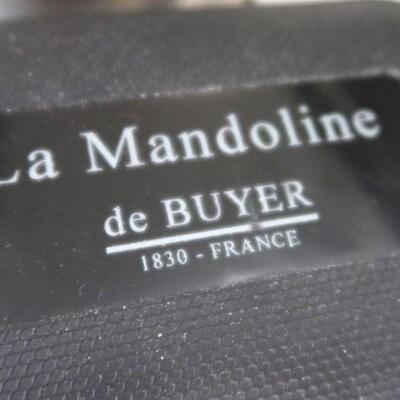 La Mandoline
de BUYER
1830 - FRANCE